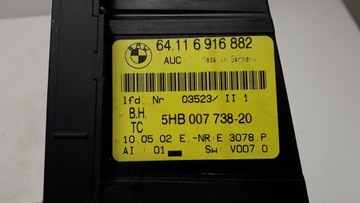 BMW
64.11 6 916 882
AUC Made in Germany
lfd. Nr. 03523/ II 1
B.H.
TC 5HB 007 738-20
10.05.02 E -NR E 3078 P
AI : 01 Sw: V007.0